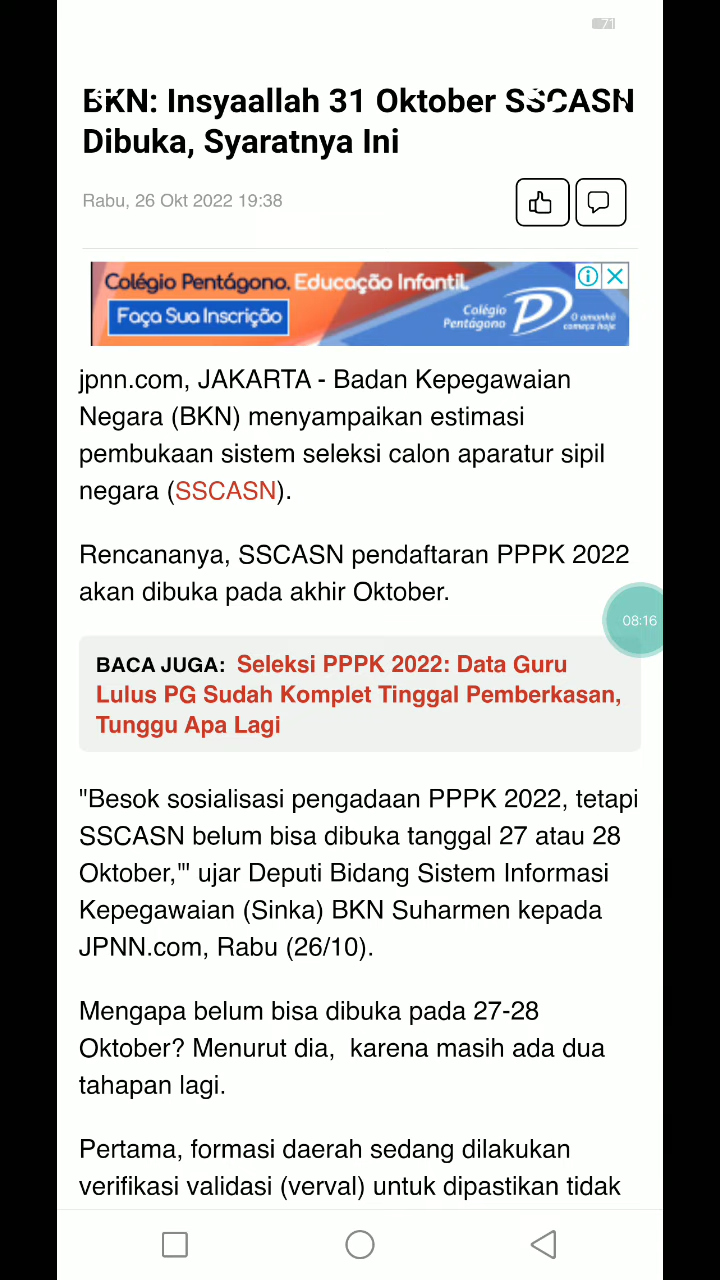 71
BKN: Insyaallah 31 Oktober SSCASN
Dibuka, Syaratnya Ini
Rabu, 26 Okt 2022 19:38
Colégio Pentágono. Educação Infantil.
Faça Sua Inscrição
Colégio
Pentágono
O amanhã
começa hoje
jpnn.com, JAKARTA - Badan Kepegawaian
Negara (BKN) menyampaikan estimasi
pembukaan sistem seleksi calon aparatur sipil
negara (SSCASN).
Rencananya, SSCASN pendaftaran PPPK 2022
akan dibuka pada akhir Oktober.
08:16
BACA JUGA: Seleksi PPPK 2022: Data Guru
Lulus PG Sudah Komplet Tinggal Pemberkasan,
Tunggu Apa Lagi
"Besok sosialisasi pengadaan PPPK 2022, tetapi
SSCASN belum bisa dibuka tanggal 27 atau 28
Oktober,'" ujar Deputi Bidang Sistem Informasi
Kepegawaian (Sinka) BKN Suharmen kepada
JPNN.com, Rabu (26/10).
Mengapa belum bisa dibuka pada 27-28
Oktober? Menurut dia,  karena masih ada dua
tahapan lagi.
Pertama, formasi daerah sedang dilakukan
verifikasi validasi (verval) untuk dipastikan tidak